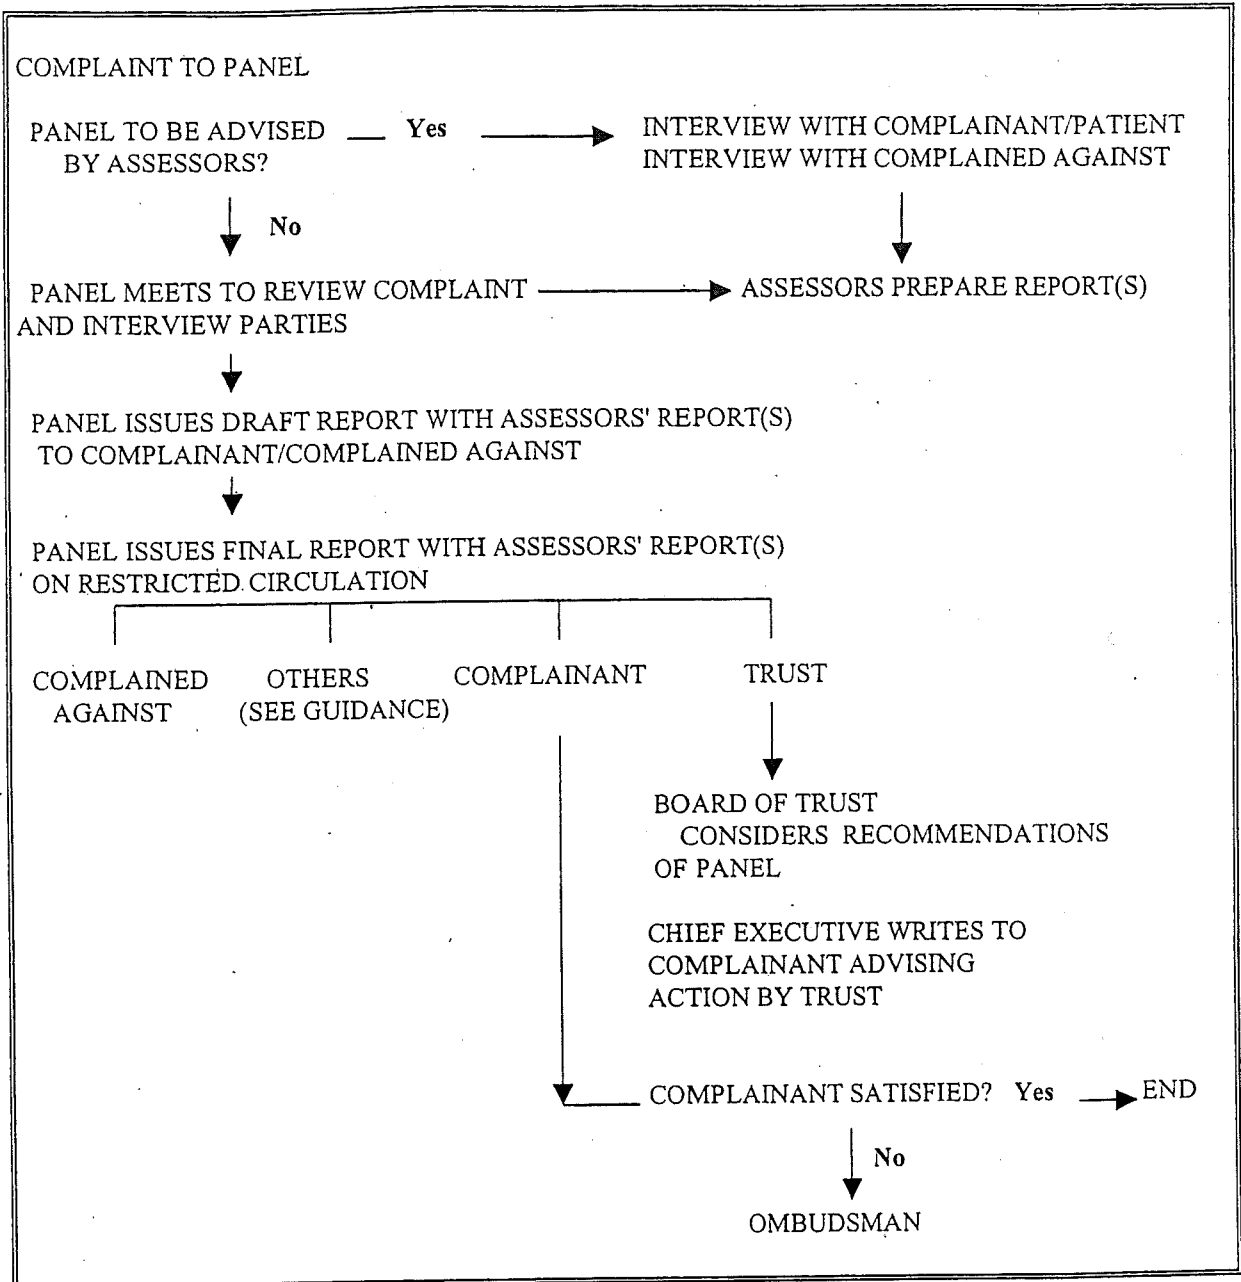 COMPLAINT TO PANEL
PANEL TO BE ADVISED
BY ASSESSORS?
Yes
INTERVIEW WITH COMPLAINANT/PATIENT
INTERVIEW WITH COMPLAINED AGAINST
No
PANEL MEETS TO REVIEW COMPLAINT
AND INTERVIEW PARTIES
ASSESSORS PREPARE REPORT(S)
PANEL ISSUES DRAFT REPORT WITH ASSESSORS' REPORT(S)
TO COMPLAINANT/COMPLAINED AGAINST
PANEL ISSUES FINAL REPORT WITH ASSESSORS' REPORT(S)
ON RESTRICTED CIRCULATION
COMPLAINED
AGAINST
OTHERS
(SEE GUIDANCE)
COMPLAINANT
TRUST
BOARD OF TRUST
CONSIDERS RECOMMENDATIONS
OF PANEL
CHIEF EXECUTIVE WRITES TO
COMPLAINANT ADVISING
ACTION BY TRUST
COMPLAINANT SATISFIED? Yes
END
No
OMBUDSMAN